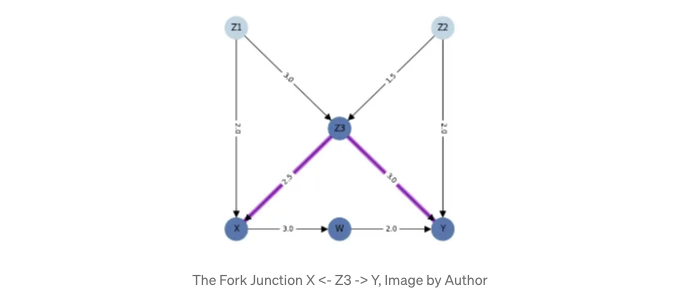 Z1
Z2
3.0
1.5
2.0
2.0
Z3
2.5
3.0
X
3.0
W
2.0
Y
The Fork Junction X <- Z3 -> Y, Image by Author